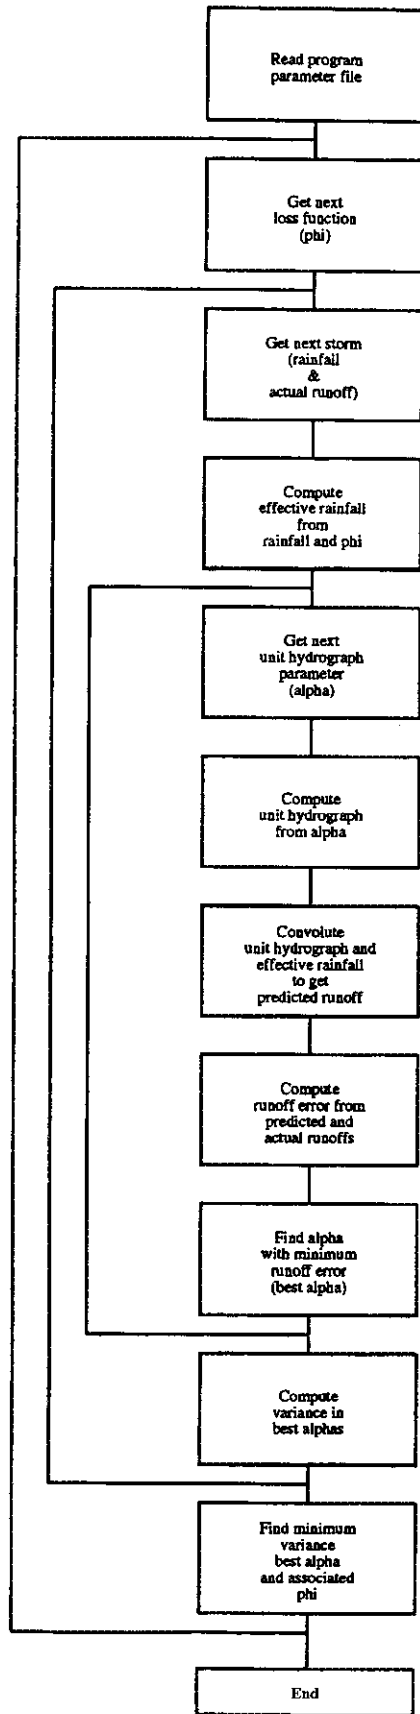 Read program
parameter file
Get next
loss function
(phi)
Get next storm
(rainfall
&
actual runoff)
Compute
effective rainfall
from
rainfall and phi
Get next
unit hydrograph
parameter
(alpha)
Compute
unit hydrograph
from alpha
Convolute
unit hydrograph and
effective rainfall
to get
predicted runoff
Compute
runoff error from
predicted and
actual runoffs
Find alpha
with minimum
runoff error
(best alpha)
Compute
variance in
best alphas
Find minimum
variance
best alpha
and associated
phi
End